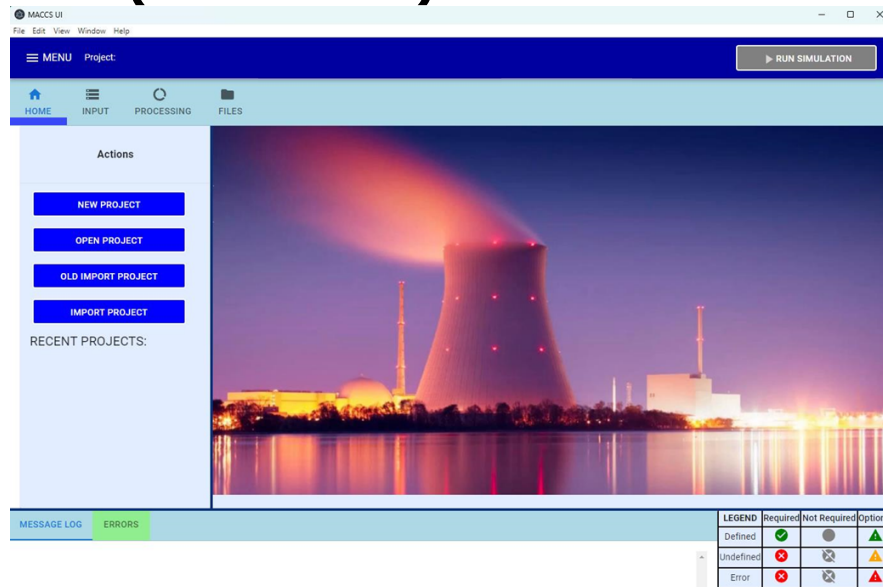 MACCS UI
File Edit View Window Help
MENU Project:
RUN SIMULATION
HOME INPUT PROCESSING FILES
Actions
NEW PROJECT
OPEN PROJECT
OLD IMPORT PROJECT
IMPORT PROJECT
RECENT PROJECTS:
MESSAGE LOG ERRORS
LEGEND Required Not Required Option
Defined
Undefined
Error